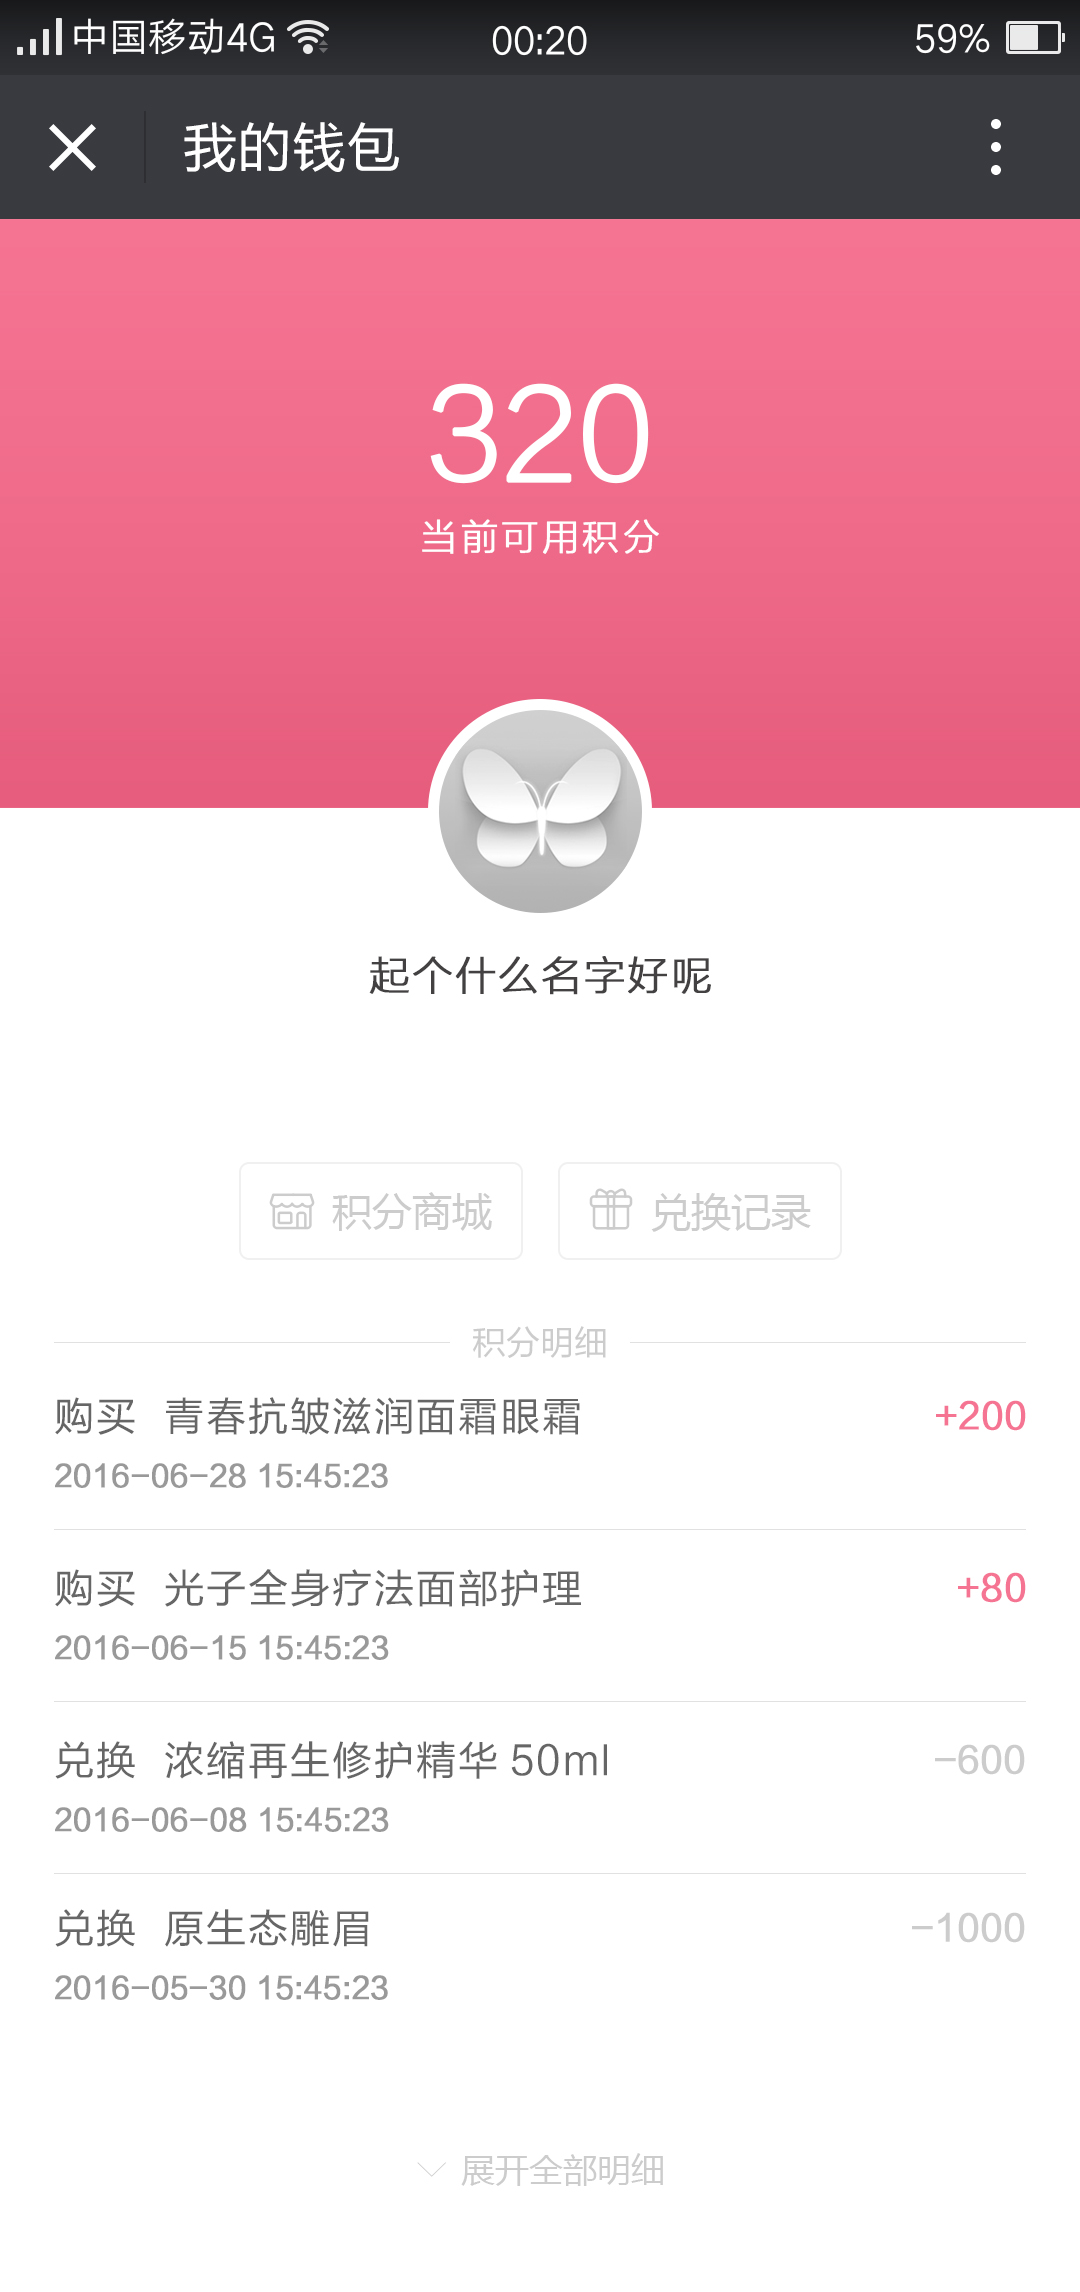 中国移动4G 00:20 59%
我的钱包
320
当前可用积分
起个什么名字好呢
积分商城 兑换记录
积分明细
购买 青春抗皱滋润面霜眼霜 +200
2016-06-28 15:45:23
购买 光子全身疗法面部护理 +80
2016-06-15 15:45:23
兑换 浓缩再生修护精华 50ml -600
2016-06-08 15:45:23
兑换 原生态雕眉 -1000
2016-05-30 15:45:23
展开全部明细